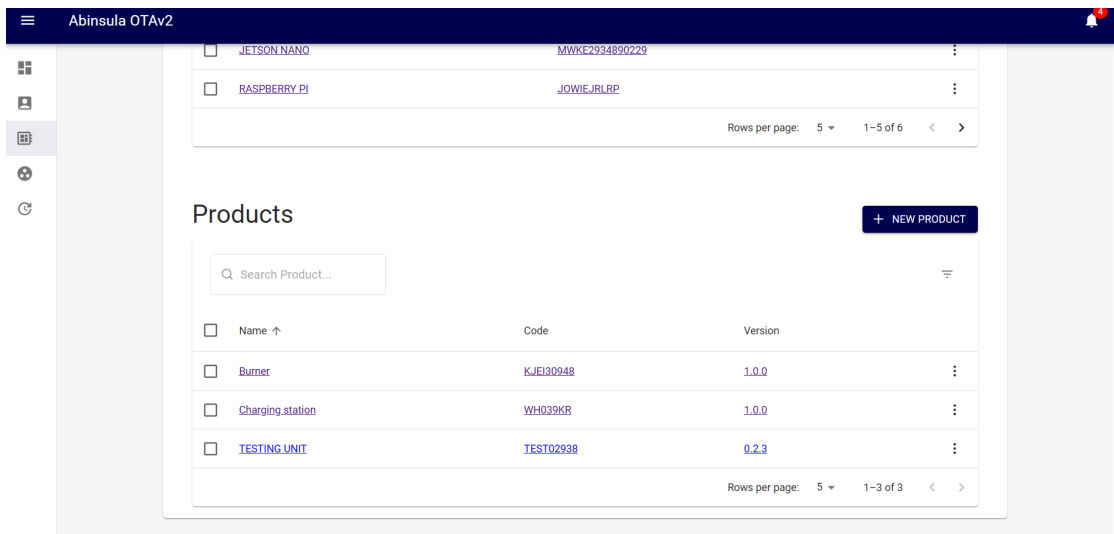 Abinsula OTAv2
4
JETSON NANO MWKE2934890229
RASPBERRY PI JOWIEJRLRP
Rows per page: 5 1–5 of 6
Products
+ NEW PRODUCT
Search Product...
Name Code Version
Burner KJEI30948 1.0.0
Charging station WH039KR 1.0.0
TESTING UNIT TEST02938 0.2.3
Rows per page: 5 1–3 of 3